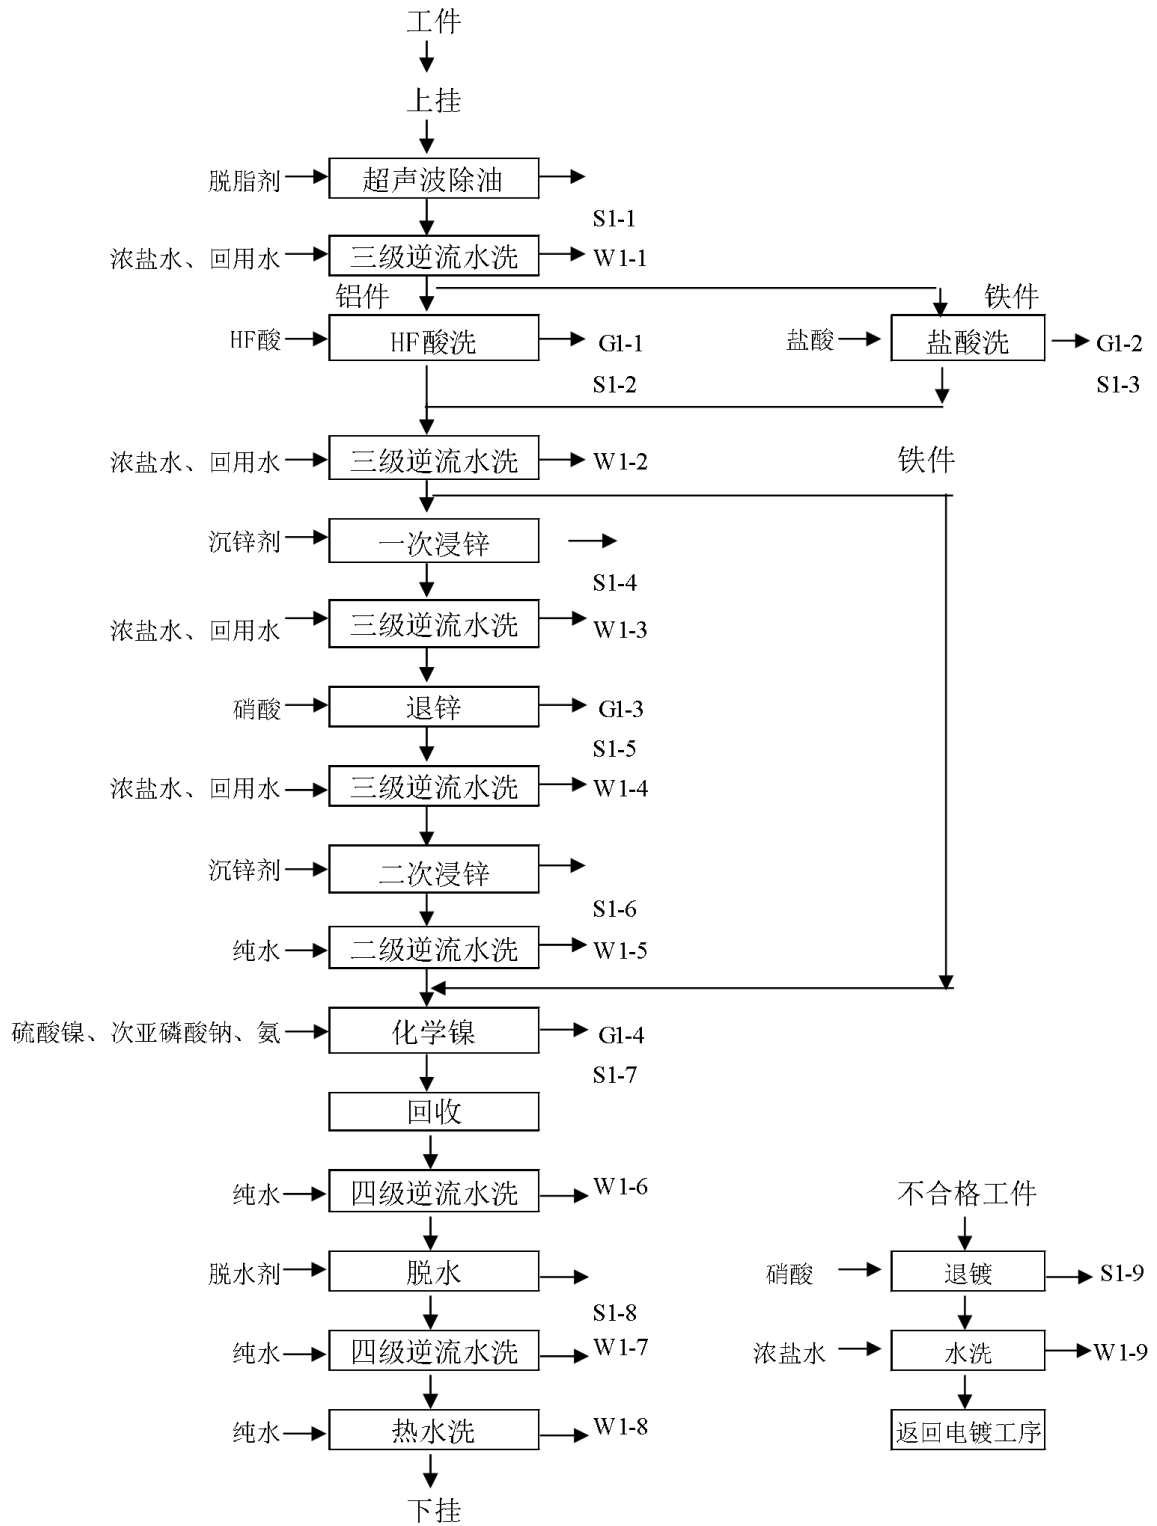 工件
上挂
脱脂剂 超声波除油
S1-1
浓盐水、回用水 三级逆流水洗 W1-1
铝件 铁件
HF酸 HF酸洗 G1-1 盐酸 盐酸洗 G1-2
S1-2 S1-3
浓盐水、回用水 三级逆流水洗 W1-2 铁件
沉锌剂 一次浸锌
S1-4
浓盐水、回用水 三级逆流水洗 W1-3
硝酸 退锌 G1-3
S1-5
浓盐水、回用水 三级逆流水洗 W1-4
沉锌剂 二次浸锌
S1-6
纯水 二级逆流水洗 W1-5
硫酸镍、次亚磷酸钠、氨 化学镍 G1-4
S1-7
回收
纯水 四级逆流水洗 W1-6 不合格工件
脱水剂 脱水 硝酸 退镀 S1-9
S1-8
纯水 四级逆流水洗 W1-7 浓盐水 水洗 W1-9
纯水 热水洗 W1-8 返回电镀工序
下挂